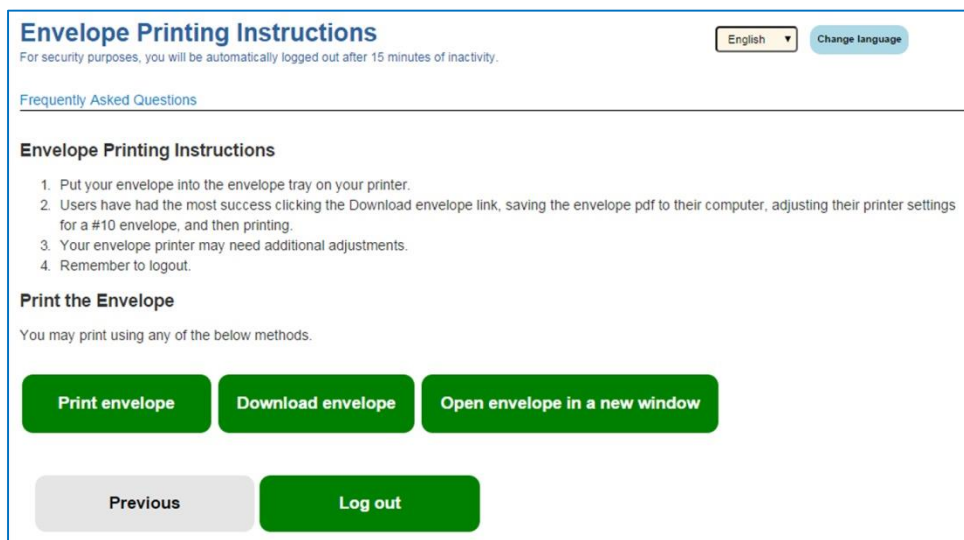 Envelope Printing Instructions
English
Change language
For security purposes, you will be automatically logged out after 15 minutes of inactivity.
Frequently Asked Questions
Envelope Printing Instructions
1. Put your envelope into the envelope tray on your printer.
2. Users have had the most success clicking the Download envelope link, saving the envelope pdf to their computer, adjusting their printer settings
for a #10 envelope, and then printing.
3. Your envelope printer may need additional adjustments.
4. Remember to logout.
Print the Envelope
You may print using any of the below methods.
Print envelope
Download envelope
Open envelope in a new window
Previous
Log out